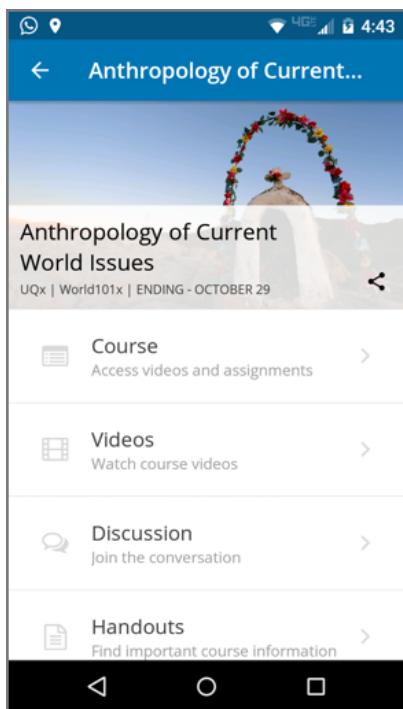 4GE 4:43
Anthropology of Current...
Anthropology of Current
World Issues
UQx | World101x | ENDING - OCTOBER 29
Course
Access videos and assignments
Videos
Watch course videos
Discussion
Join the conversation
Handouts
Find important course information